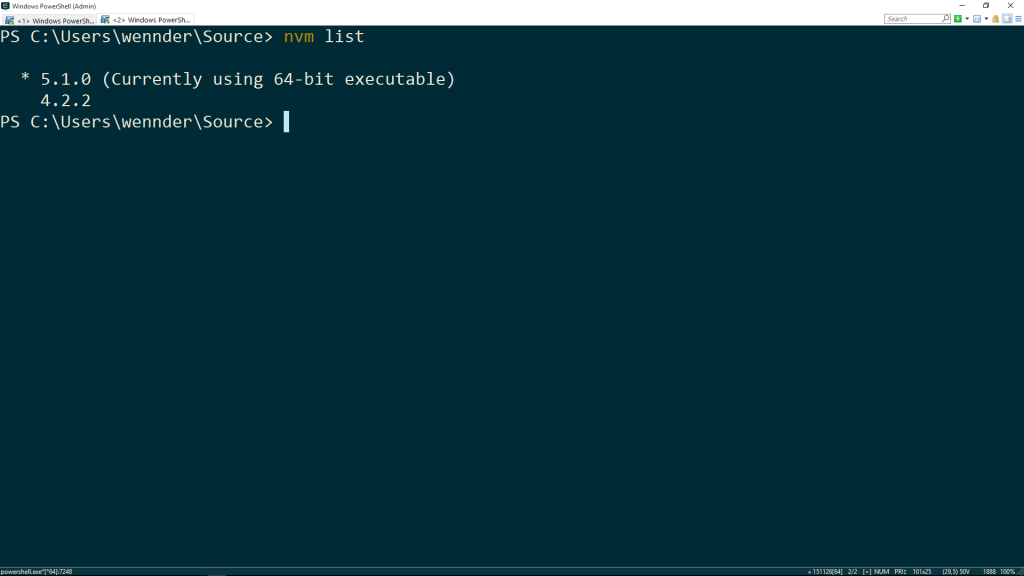 Windows PowerShell (Admin)
<1> Windows PowerSh... <2> Windows PowerSh... Search
PS C:\Users\wennder\Source> nvm list
* 5.1.0 (Currently using 64-bit executable)
4.2.2
PS C:\Users\wennder\Source>
powershell.exe*[*64]:7248 « 151126[64] 2/2 [+] NUM PRI‡ 101x25 (29,5) 50V 1888 100%